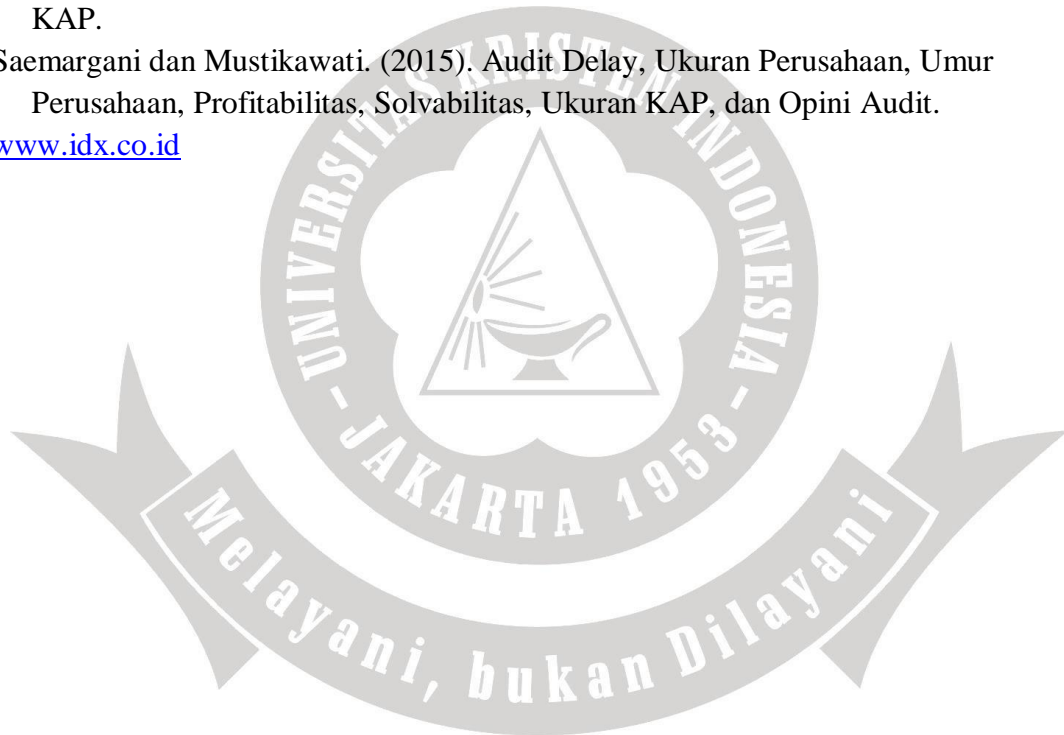 KAP.
Saemargani dan Mustikawati. (2015). Audit Delay, Ukuran Perusahaan, Umur
Perusahaan, Profitabilitas, Solvabilitas, Ukuran KAP, dan Opini Audit.
www.idx.co.id
UNIVERSITAS KRISTEN INDONESIA
- JAKARTA 1953 -
Melayani, bukan Dilayani